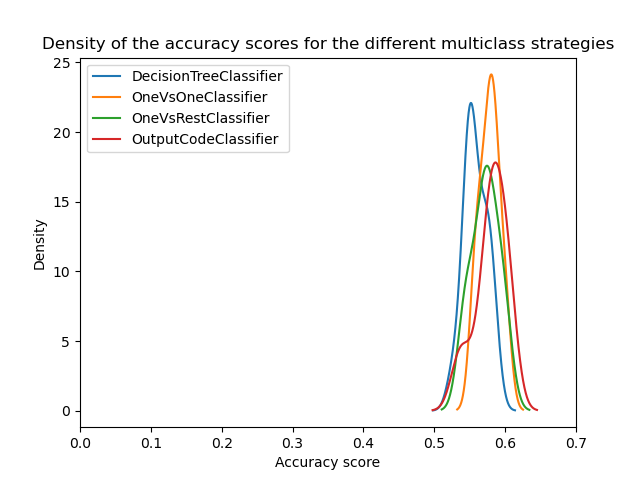 Density of the accuracy scores for the different multiclass strategies
DecisionTreeClassifier
OneVsOneClassifier
OneVsRestClassifier
OutputCodeClassifier
25
20
15
10
5
0
Density
0.0 0.1 0.2 0.3 0.4 0.5 0.6 0.7
Accuracy score